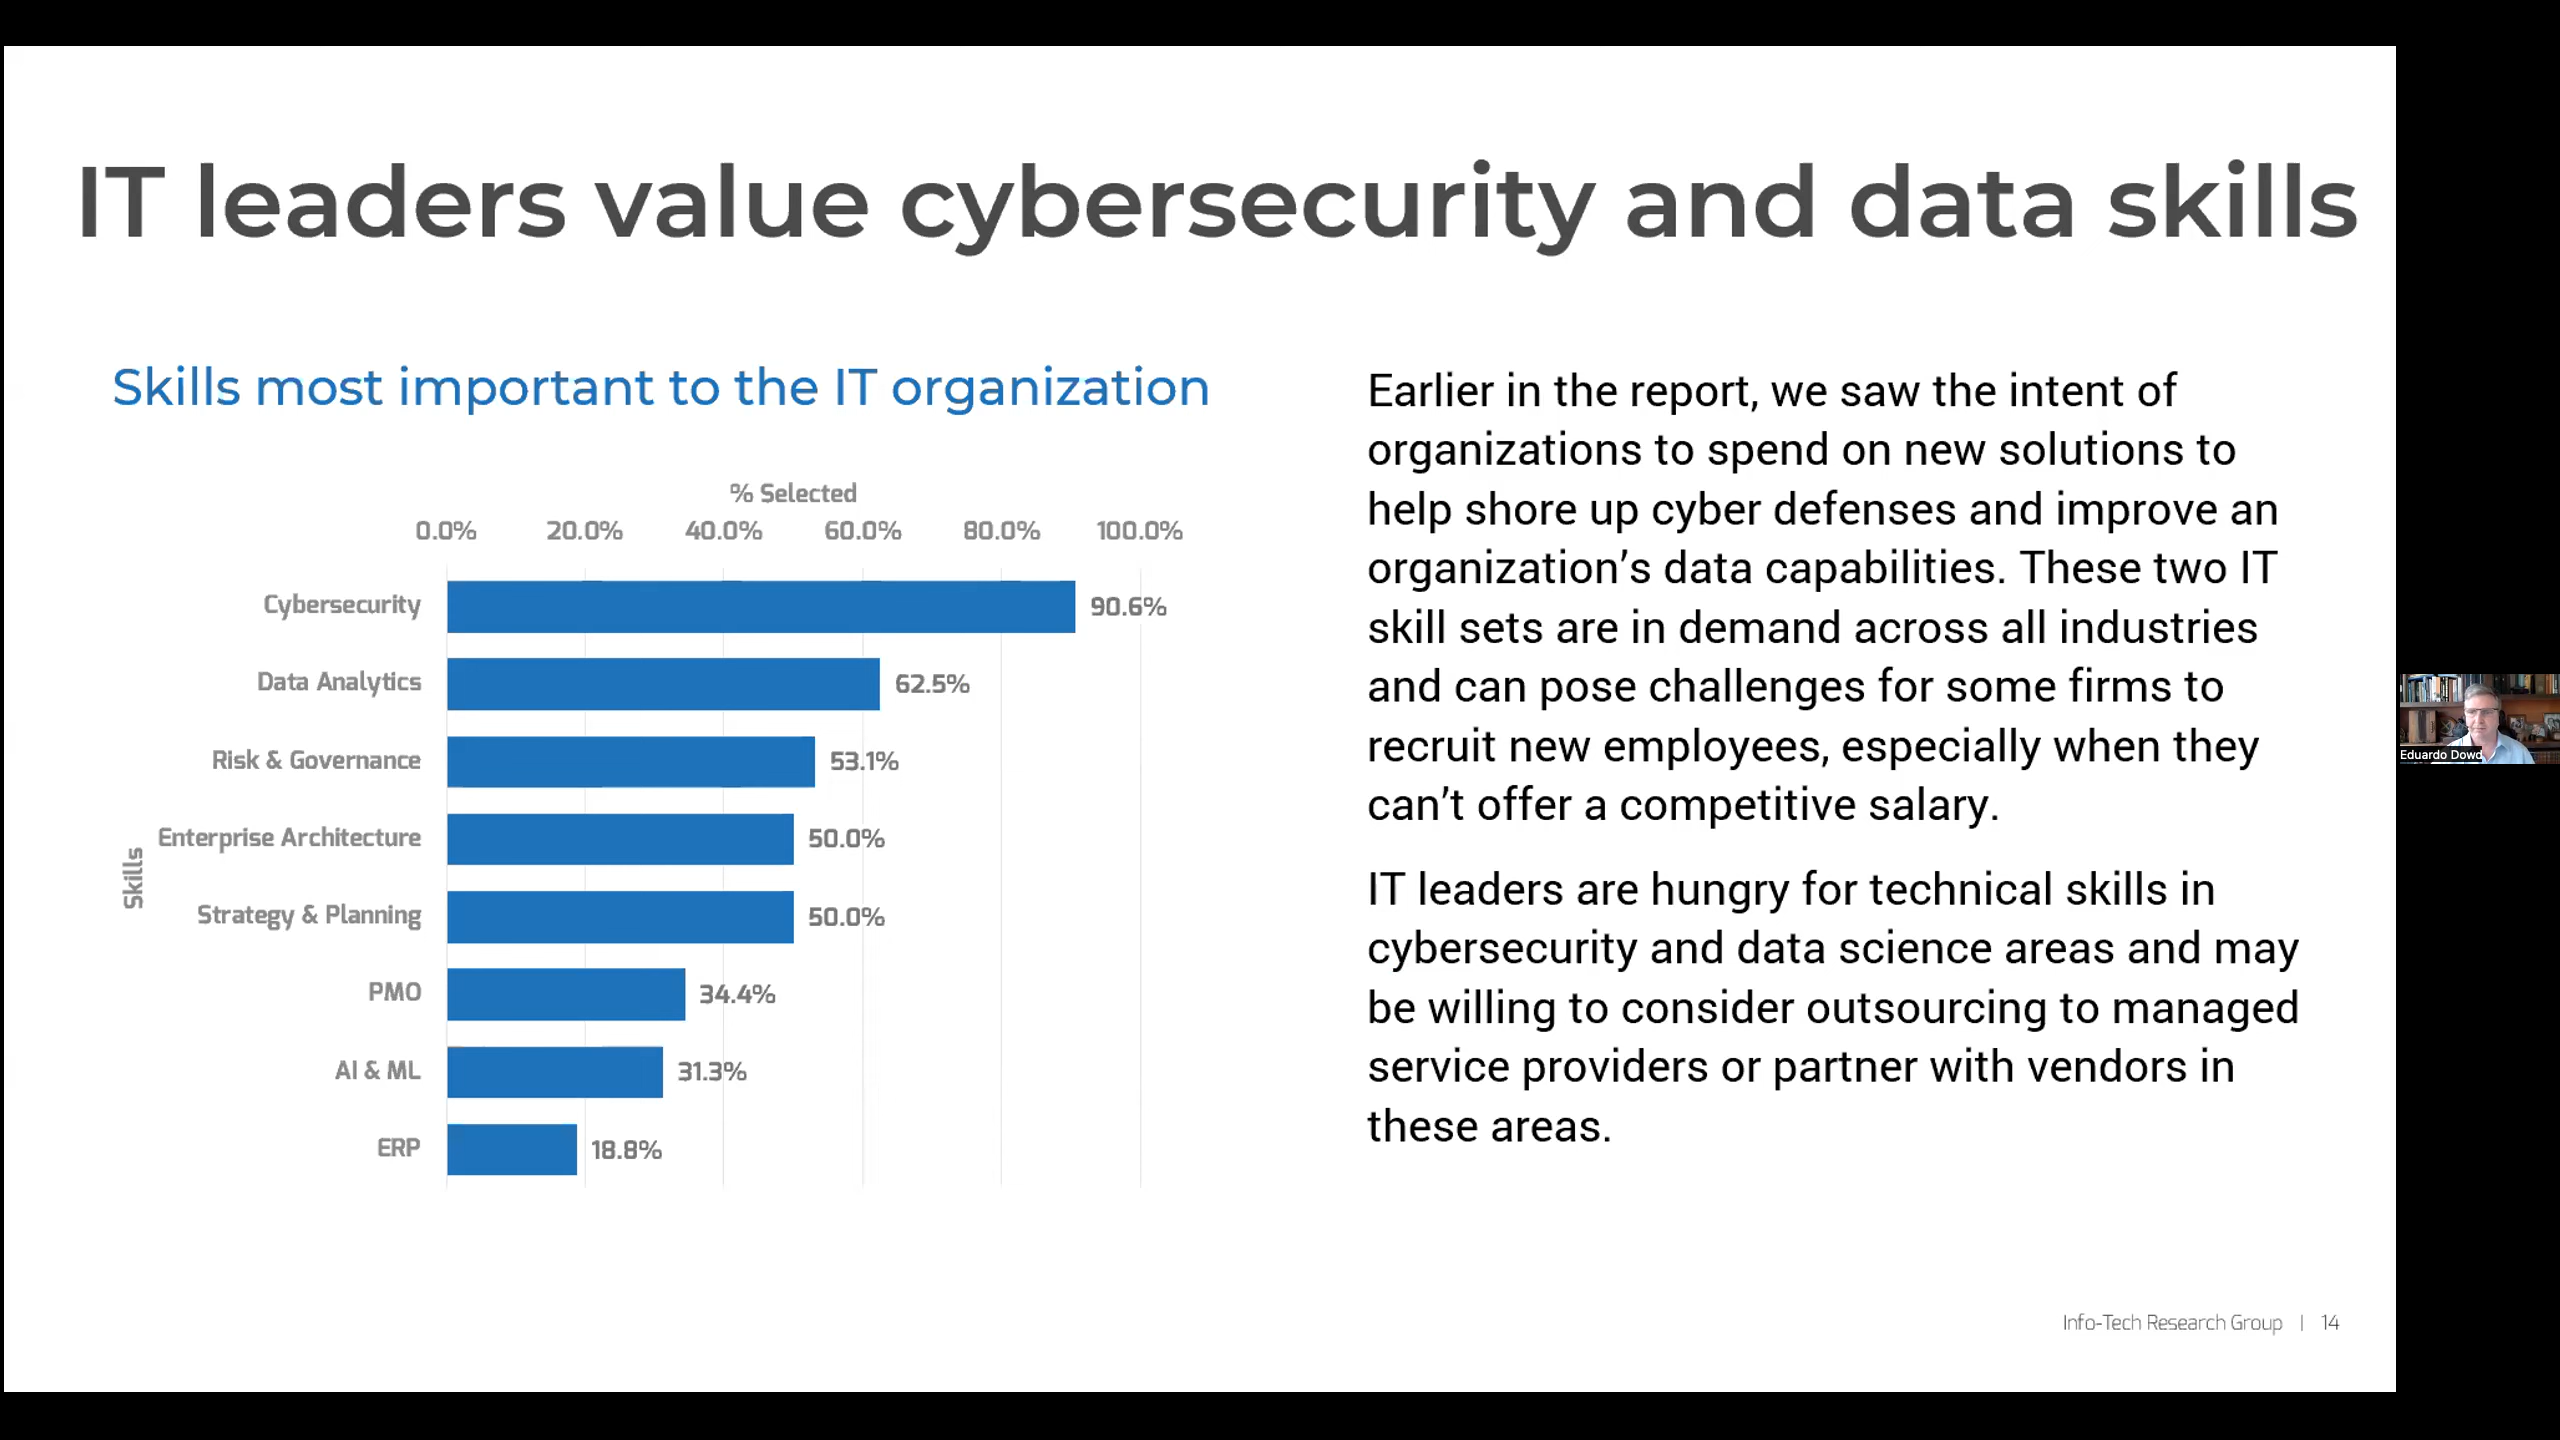 IT leaders value cybersecurity and data skills
Skills most important to the IT organization
% Selected
0.0% 20.0% 40.0% 60.0% 80.0% 100.0%
Skills
Cybersecurity 90.6%
Data Analytics 62.5%
Risk & Governance 53.1%
Enterprise Architecture 50.0%
Strategy & Planning 50.0%
PMO 34.4%
AI & ML 31.3%
ERP 18.8%
Earlier in the report, we saw the intent of
organizations to spend on new solutions to
help shore up cyber defenses and improve an
organization’s data capabilities. These two IT
skill sets are in demand across all industries
and can pose challenges for some firms to
recruit new employees, especially when they
can’t offer a competitive salary.
IT leaders are hungry for technical skills in
cybersecurity and data science areas and may
be willing to consider outsourcing to managed
service providers or partner with vendors in
these areas.
Info-Tech Research Group | 14
Eduardo Dowd